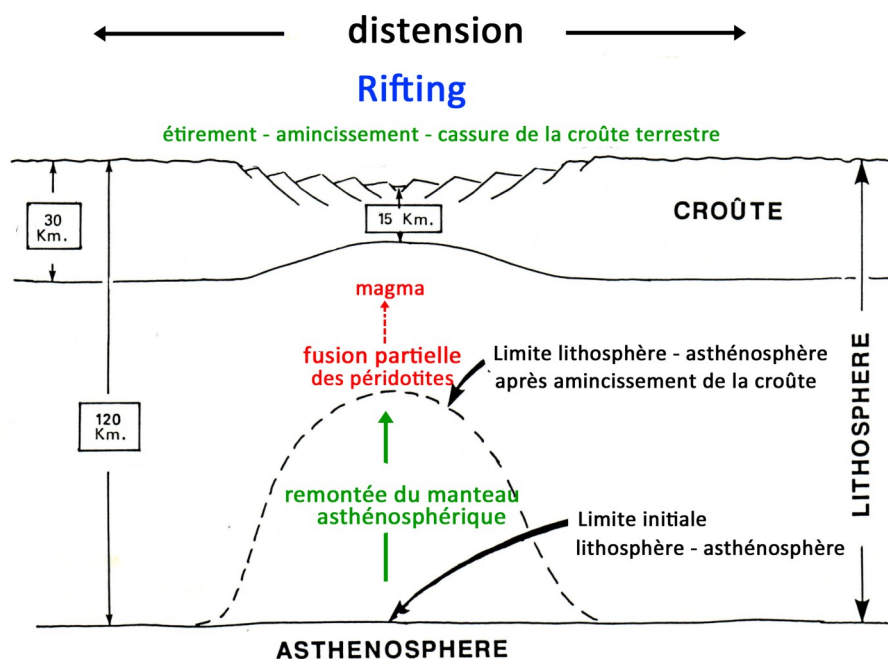 distension
Rifting
étirement - amincissement - cassure de la croûte terrestre
30
Km.
15 Km.
CROÛTE
magma
fusion partielle
des péridotites
Limite lithosphère - asthénosphère
après amincissement de la croûte
120
Km.
LITHOSPHERE
remontée du manteau
asthénosphérique
Limite initiale
lithosphère - asthénosphère
ASTHENOSPHERE